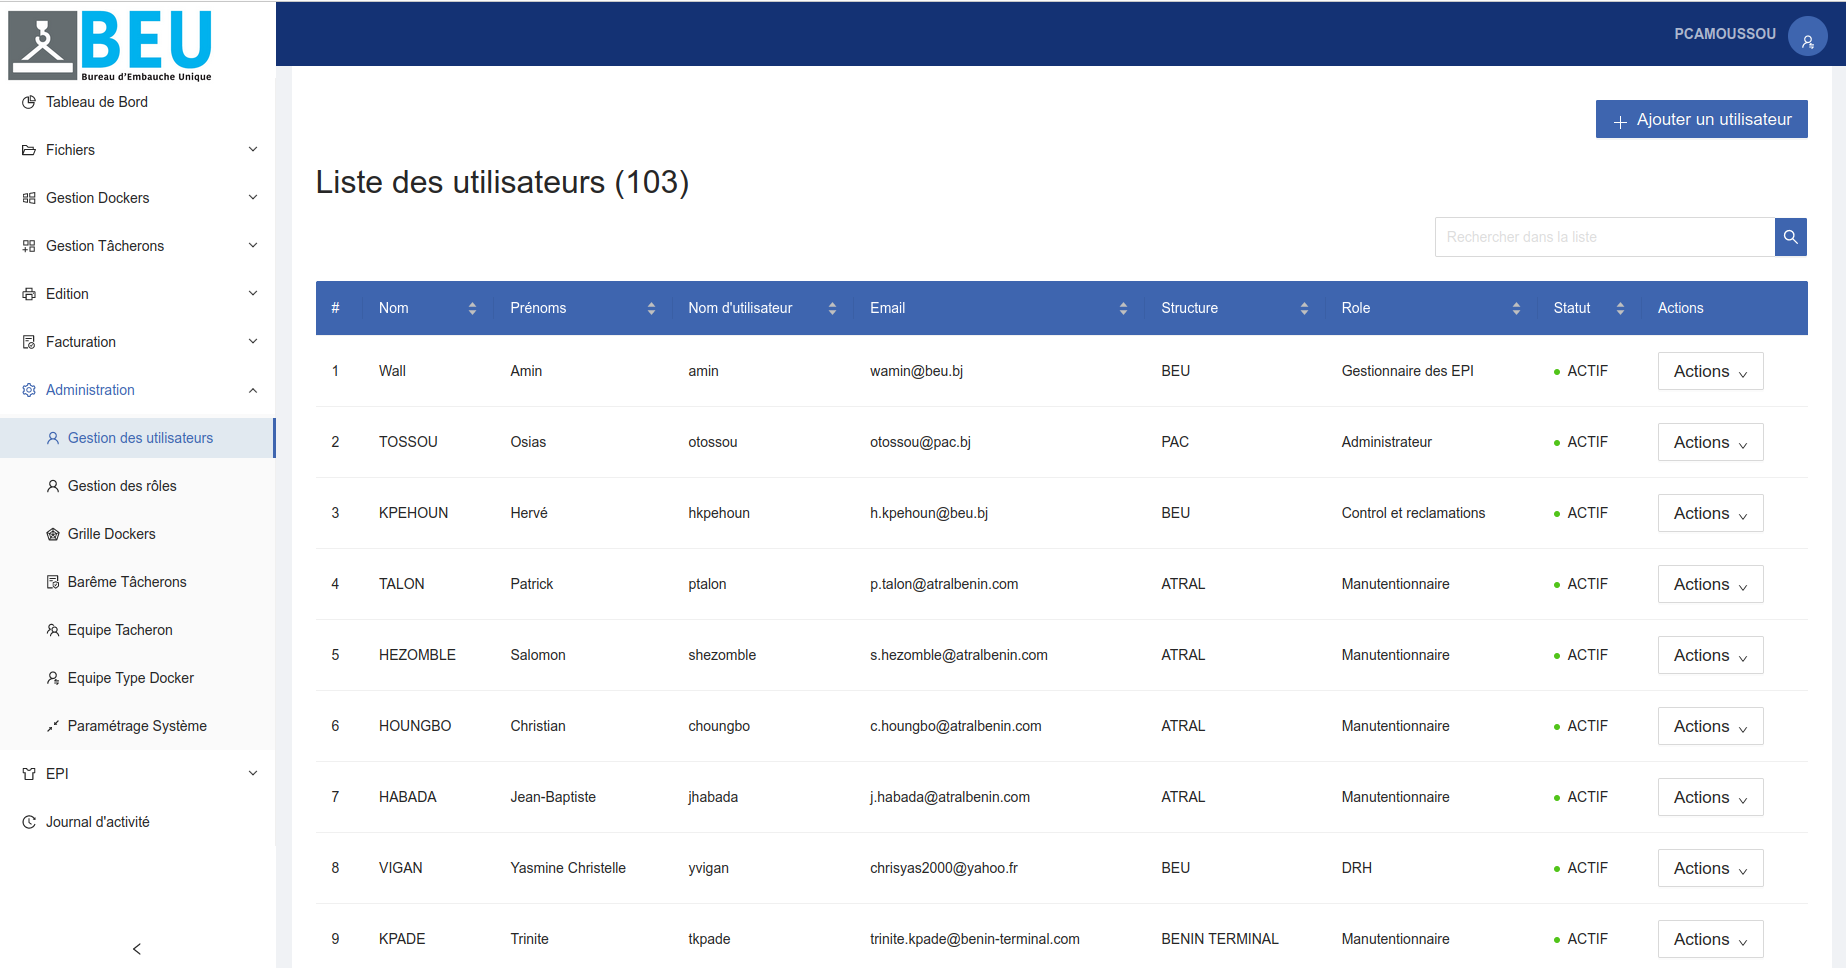 BEU
Bureau d'Embauche Unique
PCAMOUSSOU
Tableau de Bord
Fichiers
Gestion Dockers
Gestion Tâcherons
Edition
Facturation
Administration
Gestion des utilisateurs
Gestion des rôles
Grille Dockers
Barême Tâcherons
Equipe Tacheron
Equipe Type Docker
Paramétrage Système
EPI
Journal d'activité
+ Ajouter un utilisateur
Liste des utilisateurs (103)
Rechercher dans la liste
# Nom Prénoms Nom d'utilisateur Email Structure Role Statut Actions
1 Wall Amin amin wamin@beu.bj BEU Gestionnaire des EPI ACTIF Actions
2 TOSSOU Osias otossou otossou@pac.bj PAC Administrateur ACTIF Actions
3 KPEHOUN Hervé hkpehoun h.kpehoun@beu.bj BEU Control et reclamations ACTIF Actions
4 TALON Patrick ptalon p.talon@atralbenin.com ATRAL Manutentionnaire ACTIF Actions
5 HEZOMBLE Salomon shezomble s.hezomble@atralbenin.com ATRAL Manutentionnaire ACTIF Actions
6 HOUNGBO Christian choungbo c.houngbo@atralbenin.com ATRAL Manutentionnaire ACTIF Actions
7 HABADA Jean-Baptiste jhabada j.habada@atralbenin.com ATRAL Manutentionnaire ACTIF Actions
8 VIGAN Yasmine Christelle yvigan chrisyas2000@yahoo.fr BEU DRH ACTIF Actions
9 KPADE Trinite tkpade trinite.kpade@benin-terminal.com BENIN TERMINAL Manutentionnaire ACTIF Actions